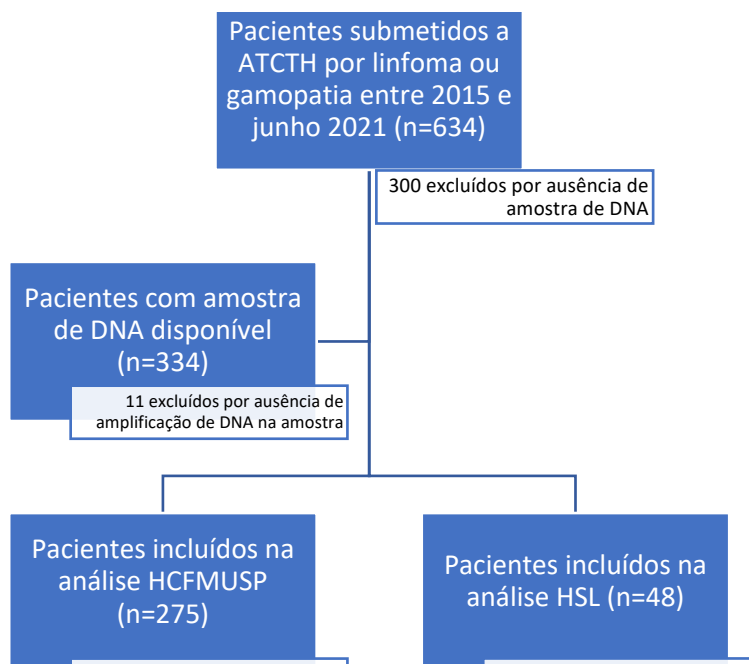 Pacientes submetidos a
ATCTH por linfoma ou
gamopatia entre 2015 e
junho 2021 (n=634)
300 excluídos por ausência de
amostra de DNA
Pacientes com amostra
de DNA disponível
(n=334)
11 excluídos por ausência de
amplificação de DNA na amostra
Pacientes incluídos na
análise HCFMUSP
(n=275)
Pacientes incluídos na
análise HSL (n=48)